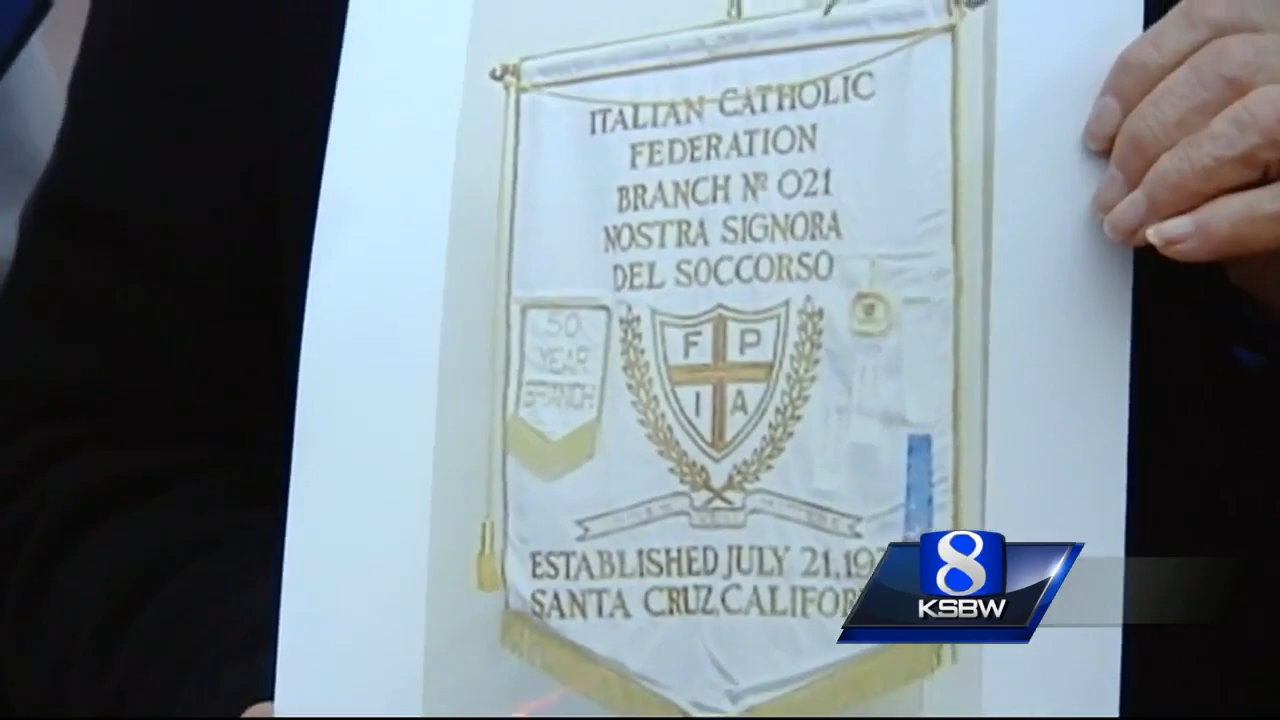 ITALIAN CATHOLIC
FEDERATION
BRANCH Nº 021
NOSTRA SIGNORA
DEL SOCCORSO
50
YEAR
BRANCH
F P
I A
ESTABLISHED JULY 21, 19
SANTA CRUZ, CALIFOR
8
KSBW